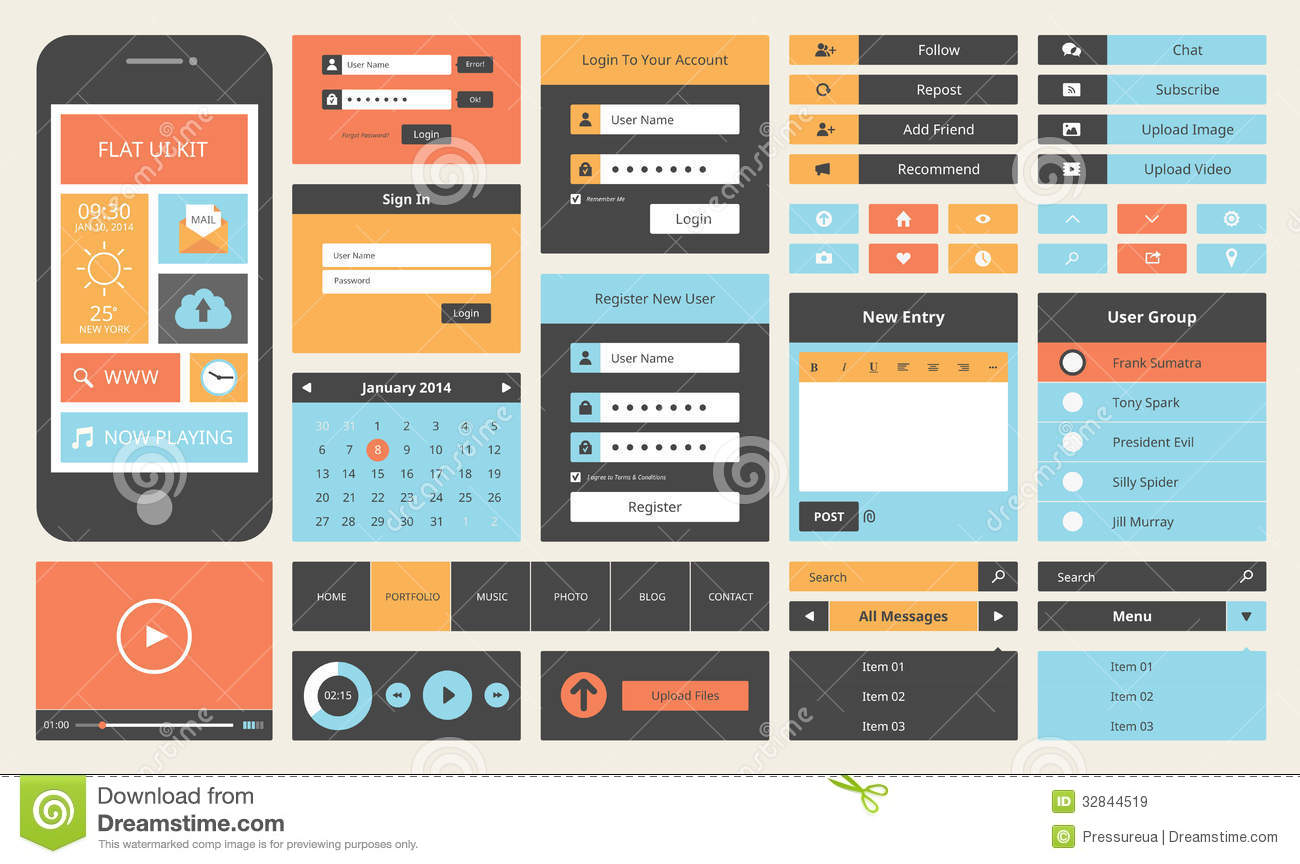 FLAT UI KIT
09:30
JAN 10, 2014
25°
NEW YORK
MAIL
WWW
NOW PLAYING
User Name
Error!
Ok!
Forgot Password?
Login
Sign In
User Name
Password
Login
January 2014
30 31 1 2 3 4 5
6 7 8 9 10 11 12
13 14 15 16 17 18 19
20 21 22 23 24 25 26
27 28 29 30 31 1 2
Login To Your Account
User Name
Remember Me
Login
Register New User
User Name
I agree to Terms & Conditions
Register
Follow
Repost
Add Friend
Recommend
Chat
Subscribe
Upload Image
Upload Video
New Entry
B I U
POST
User Group
Frank Sumatra
Tony Spark
President Evil
Silly Spider
Jill Murray
01:00
HOME PORTFOLIO MUSIC PHOTO BLOG CONTACT
02:15
Upload Files
Search
All Messages
Item 01
Item 02
Item 03
Search
Menu
Item 01
Item 02
Item 03
dreamstime
dreamstime
dreamstime
dreamstime
dreamstime
dreamstime
dreamstime
dreamstime
Download from
Dreamstime.com
This watermarked comp image is for previewing purposes only.
ID 32844519
© Pressureua | Dreamstime.com